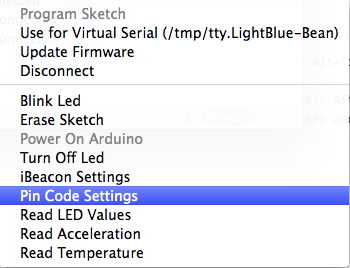 Program Sketch
Use for Virtual Serial (/tmp/tty.LightBlue-Bean)
Update Firmware
Disconnect
Blink Led
Erase Sketch
Power On Arduino
Turn Off Led
iBeacon Settings
Pin Code Settings
Read LED Values
Read Acceleration
Read Temperature